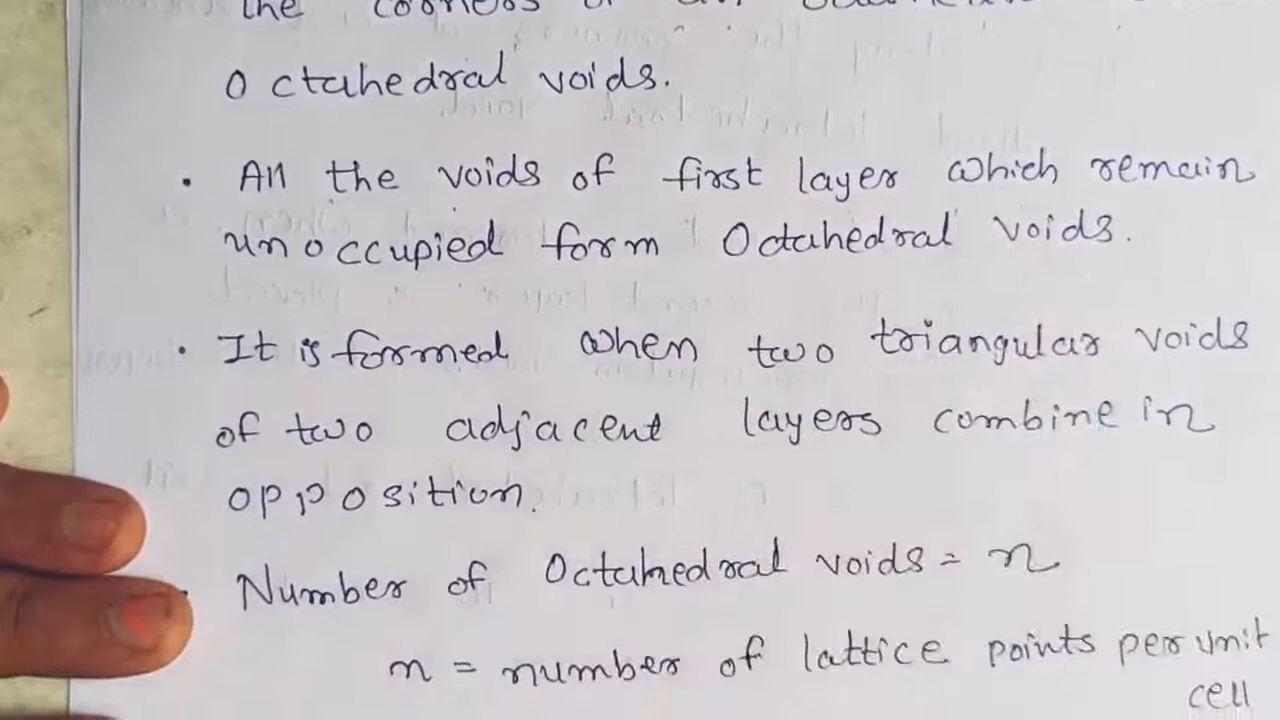 the
Octahedral voids.
• All the voids of first layer which remain
unoccupied form Octahedral voids.
• It is formed when two triangular voids
of two adjacent layers combine in
opposition.
• Number of Octahedral voids = n
n = number of lattice points per unit
cell